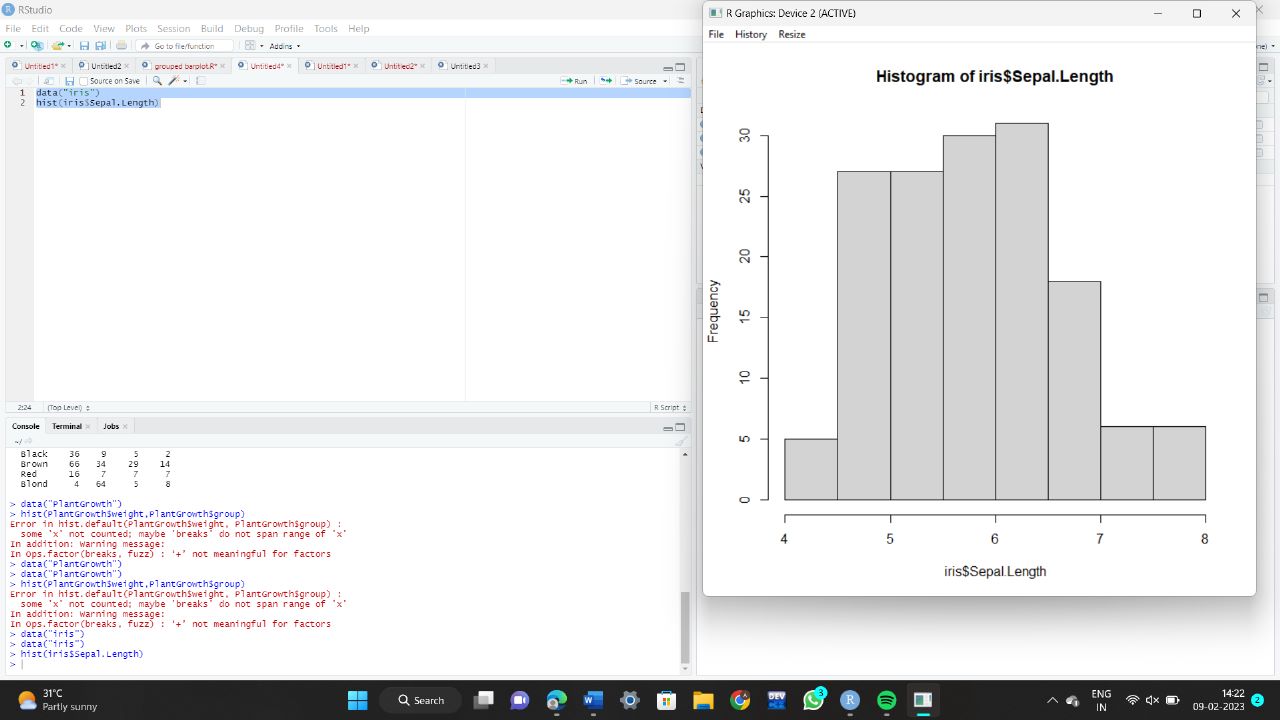 RStudio
File Edit Code View Plots Session Build Debug Profile Tools Help
Go to file/function Addins
Untitled1* Untitled2 grouped barplot.R* Untitled4* Untitled1* Untitled2* Untitled3
Source on Save Run Source
1 data("iris")
2 hist(iris$Sepal.Length)
2:24 (Top Level) R Script
Console Terminal Jobs
~/
Black 36 9 5 2
Brown 66 34 29 14
Red 16 7 7 7
Blond 4 64 5 8
> data("PlantGrowth")
> hist(PlantGrowth$weight,PlantGrowth$group)
Error in hist.default(PlantGrowth$weight, PlantGrowth$group) :
some 'x' not counted; maybe 'breaks' do not span range of 'x'
In addition: Warning message:
In Ops.factor(breaks, fuzz) : ‘+’ not meaningful for factors
> data("PlantGrowth")
> data("PlantGrowth")
> hist(PlantGrowth$weight,PlantGrowth$group)
Error in hist.default(PlantGrowth$weight, PlantGrowth$group) :
some 'x' not counted; maybe 'breaks' do not span range of 'x'
In addition: Warning message:
In Ops.factor(breaks, fuzz) : ‘+’ not meaningful for factors
> data("iris")
> data("iris")
> hist(iris$Sepal.Length)
>
R Graphics: Device 2 (ACTIVE)
File History Resize
Histogram of iris$Sepal.Length
Frequency
30
25
20
15
10
5
0
4 5 6 7 8
iris$Sepal.Length
31°C
Partly sunny
Search
DEV
3
ENG
IN
14:22
09-02-2023
2